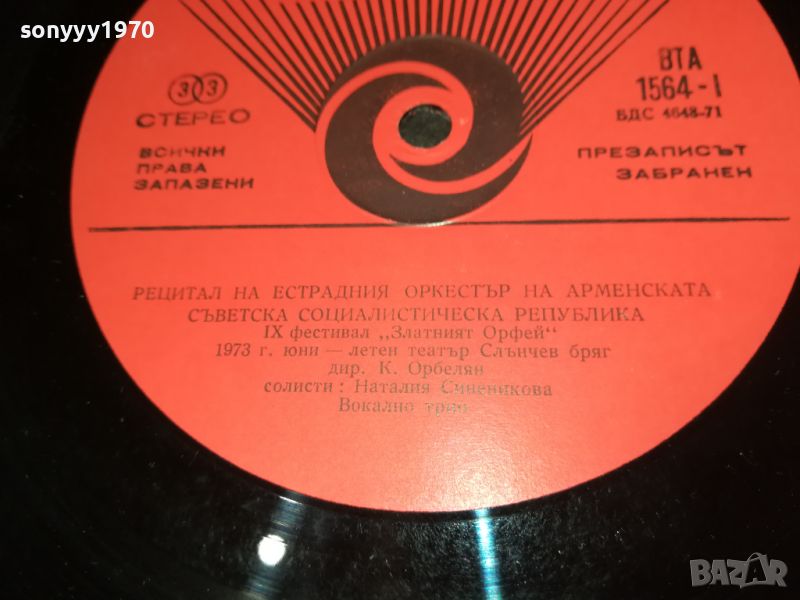 sonyyy1970
33
СТЕРЕО
ВСИЧКИ
ПРАВА
ЗАПАЗЕНИ
ВТА
1564-I
БДС 4648-71
ПРЕЗАПИСЪТ
ЗАБРАНЕН
РЕЦИТАЛ НА ЕСТРАДНИЯ ОРКЕСТЪР НА АРМЕНСКАТА
СЪВЕТСКА СОЦИАЛИСТИЧЕСКА РЕПУБЛИКА
IX фестивал „Златният Орфей“
1973 г. юни — летен театър Слънчев бряг
дир. К. Орбелян
солисти: Наталия Синеникова
Вокално трио
BAZAR